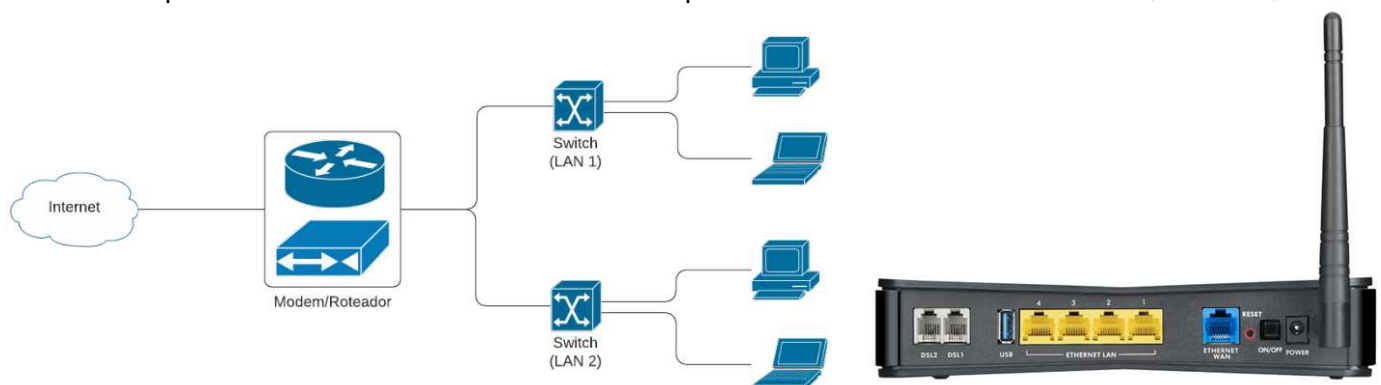 Internet
Modem/Roteador
Switch
(LAN 1)
Switch
(LAN 2)
4 3 2 1
RESET
DSL2 DSL1 USB ETHERNET LAN ETHERNET
WAN ON/OFF POWER